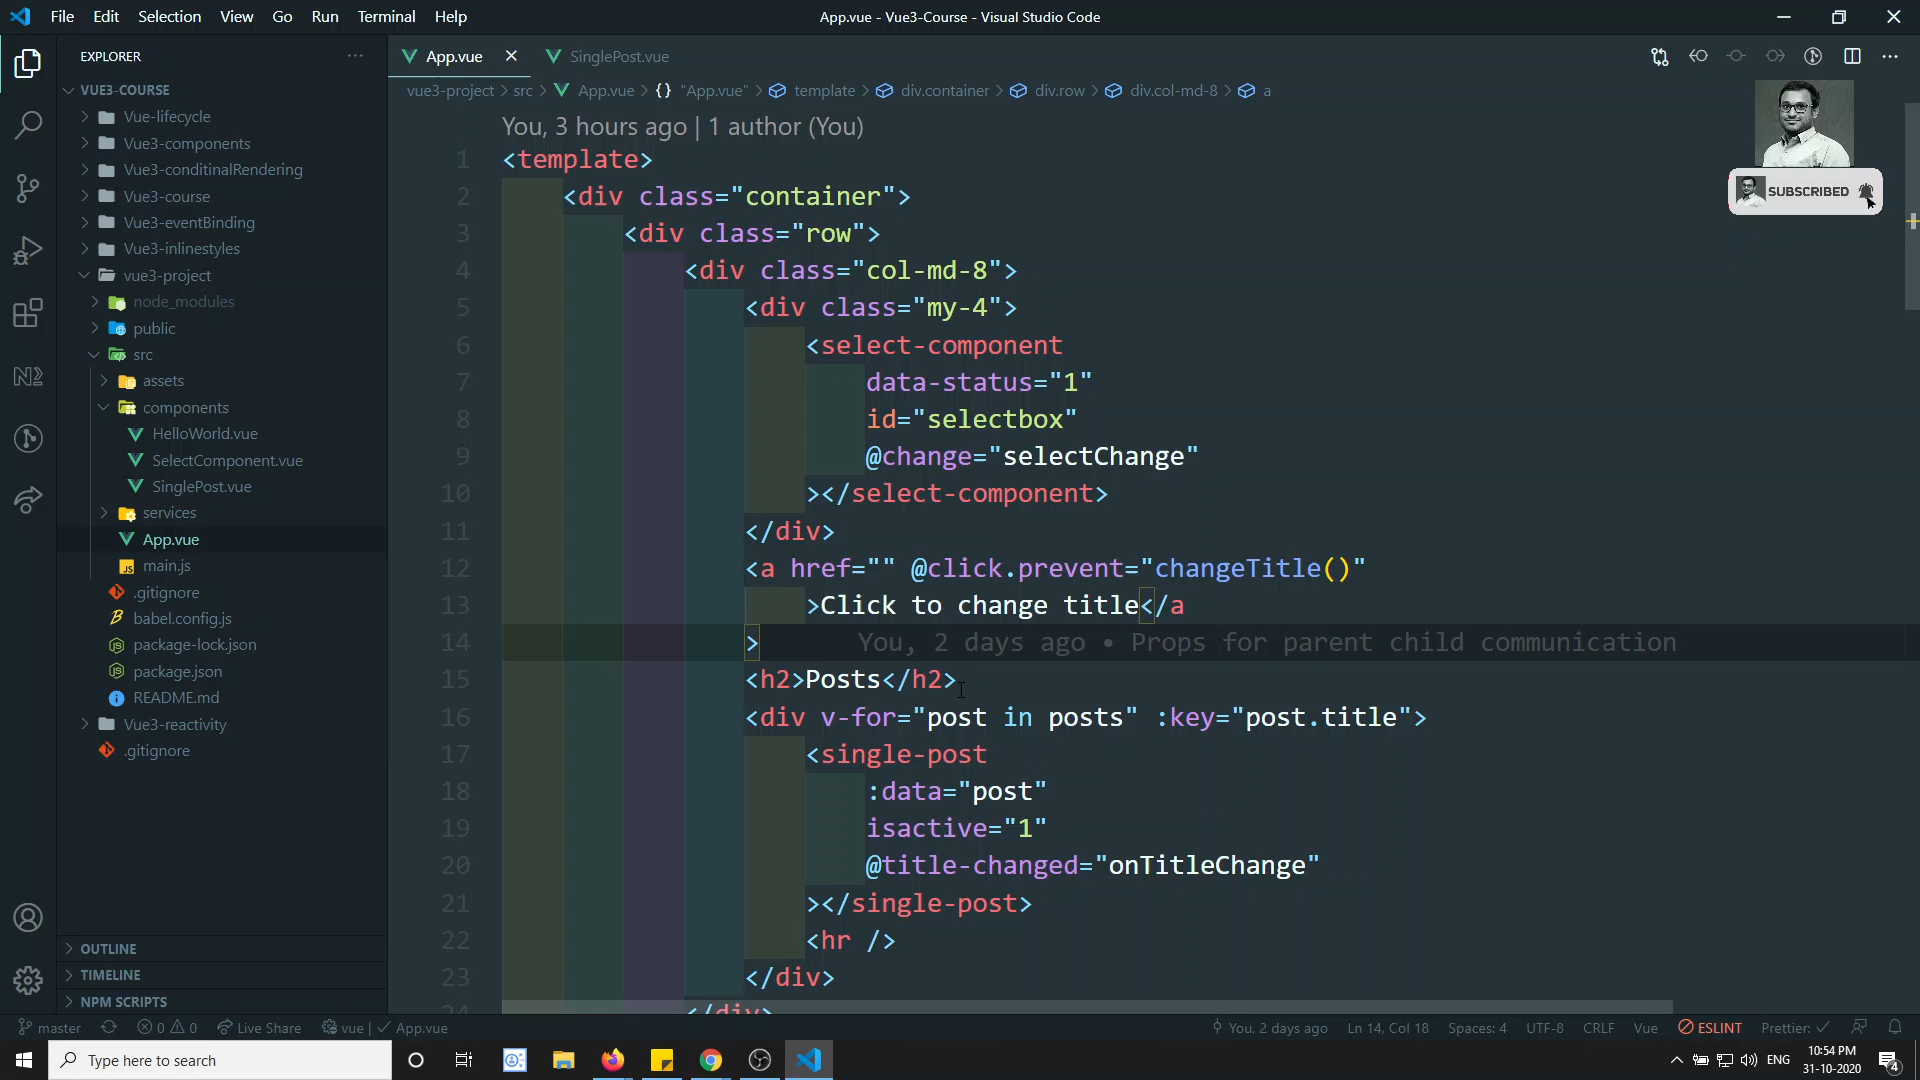 File Edit Selection View Go Run Terminal Help
App.vue - Vue3-Course - Visual Studio Code
EXPLORER
VUE3-COURSE
Vue-lifecycle
Vue3-components
Vue3-conditinalRendering
Vue3-course
Vue3-eventBinding
Vue3-inlinestyles
vue3-project
node_modules
public
src
assets
components
HelloWorld.vue
SelectComponent.vue
SinglePost.vue
services
App.vue
main.js
.gitignore
babel.config.js
package-lock.json
package.json
README.md
Vue3-reactivity
.gitignore
OUTLINE
TIMELINE
NPM SCRIPTS
App.vue SinglePost.vue
vue3-project > src > App.vue > {} "App.vue" > template > div.container > div.row > div.col-md-8 > a
SUBSCRIBED
You, 3 hours ago | 1 author (You)
1 <template>
2 <div class="container">
3 <div class="row">
4 <div class="col-md-8">
5 <div class="my-4">
6 <select-component
7 data-status="1"
8 id="selectbox"
9 @change="selectChange"
10 ></select-component>
11 </div>
12 <a href="" @click.prevent="changeTitle()"
13 >Click to change title</a
14 > You, 2 days ago • Props for parent child communication
15 <h2>Posts</h2>
16 <div v-for="post in posts" :key="post.title">
17 <single-post
18 :data="post"
19 isactive="1"
20 @title-changed="onTitleChange"
21 ></single-post>
22 <hr />
23 </div>
24 </div>
master 0 0 Live Share vue | App.vue You, 2 days ago Ln 14, Col 18 Spaces: 4 UTF-8 CRLF Vue ESLINT Prettier: ✓
Type here to search
ENG
10:54 PM
31-10-2020
4